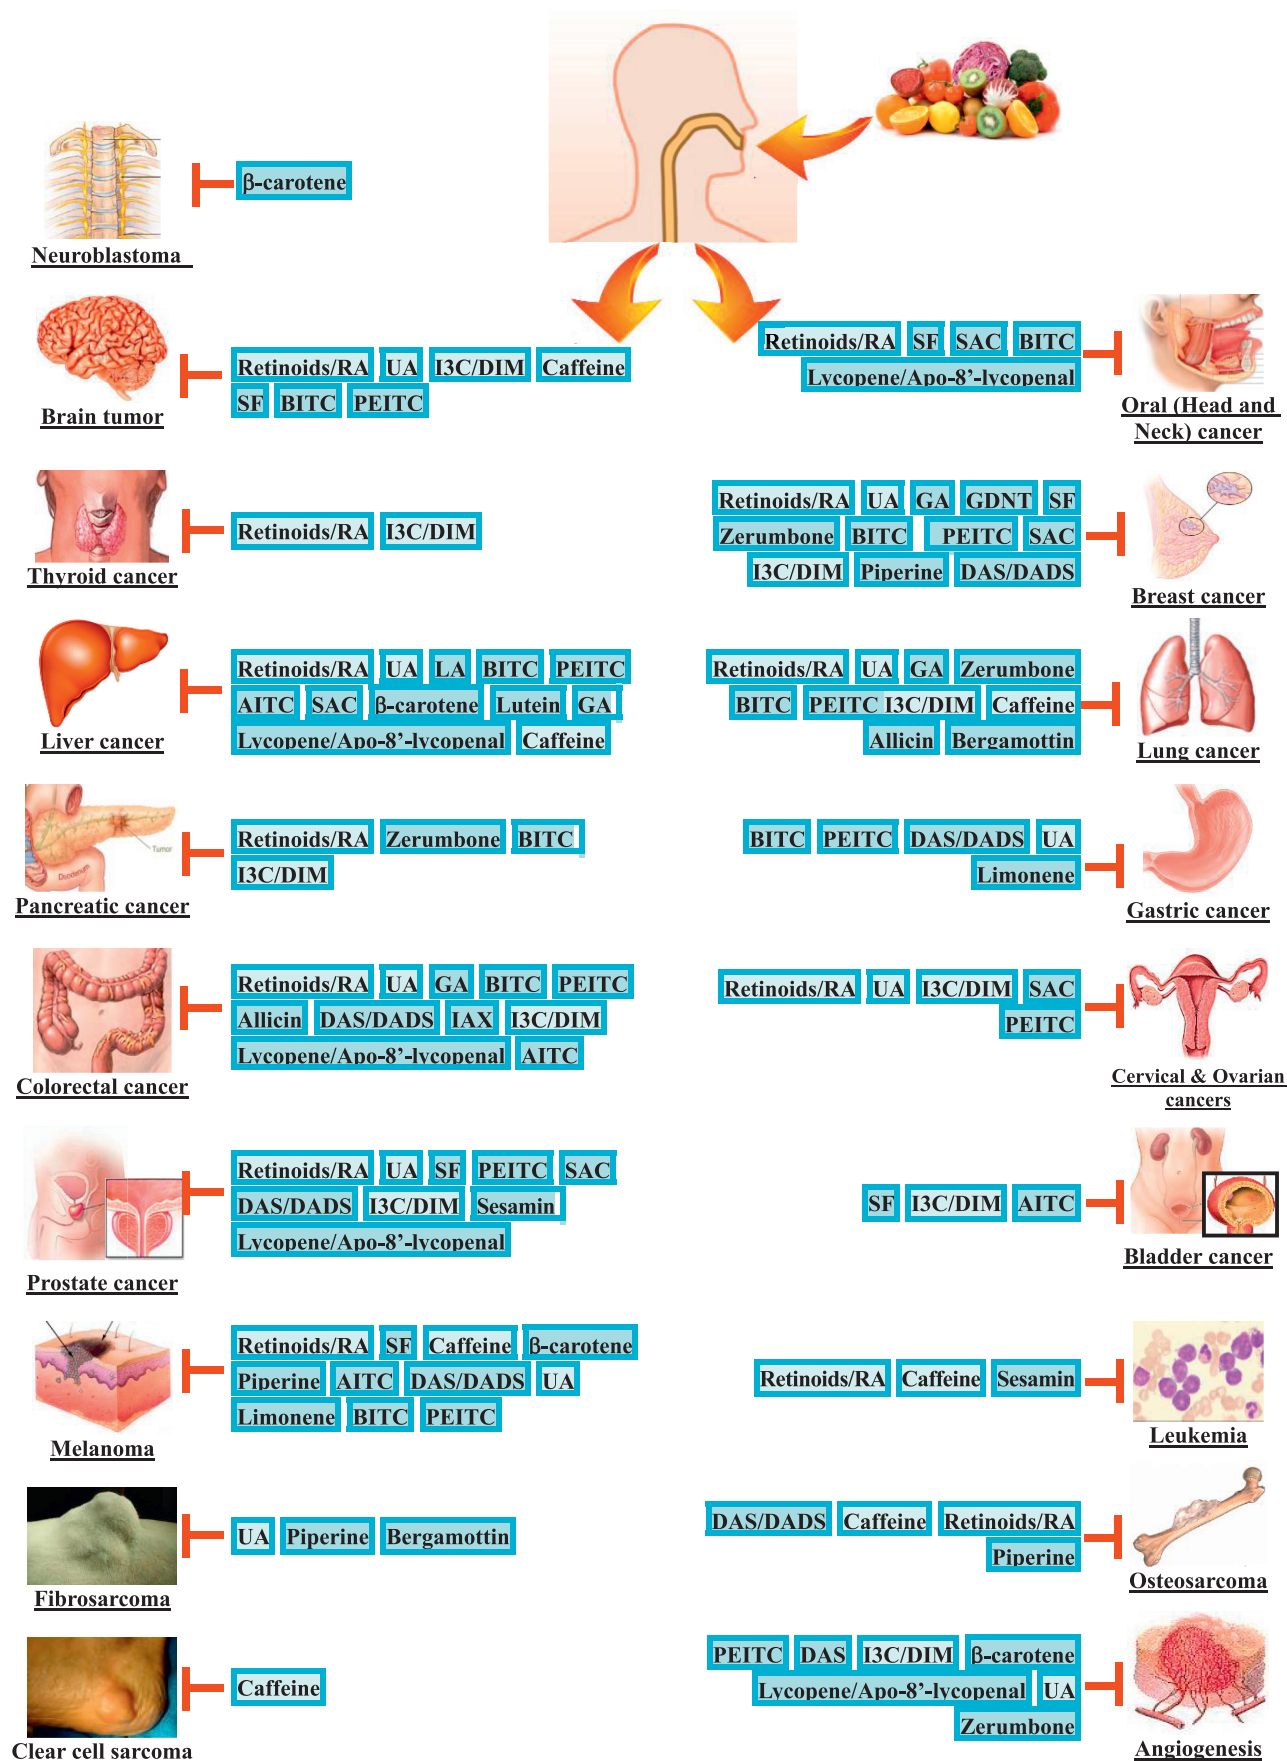 β-carotene
Neuroblastoma
Retinoids/RA UA I3C/DIM Caffeine
SF BITC PEITC
Brain tumor
Retinoids/RA I3C/DIM
Thyroid cancer
Retinoids/RA UA LA BITC PEITC
AITC SAC β-carotene Lutein GA
Lycopene/Apo-8’-lycopenal Caffeine
Liver cancer
Retinoids/RA Zerumbone BITC
I3C/DIM
Tumor
Duodenum
Pancreatic cancer
Retinoids/RA UA GA BITC PEITC
Allicin DAS/DADS IAX I3C/DIM
Lycopene/Apo-8’-lycopenal AITC
Colorectal cancer
Retinoids/RA UA SF PEITC SAC
DAS/DADS I3C/DIM Sesamin
Lycopene/Apo-8’-lycopenal
Prostate cancer
Retinoids/RA SF Caffeine β-carotene
Piperine AITC DAS/DADS UA
Limonene BITC PEITC
Melanoma
UA Piperine Bergamottin
Fibrosarcoma
Caffeine
Clear cell sarcoma
Retinoids/RA SF SAC BITC
Lycopene/Apo-8’-lycopenal
Oral (Head and
Neck) cancer
Retinoids/RA UA GA GDNT SF
Zerumbone BITC PEITC SAC
I3C/DIM Piperine DAS/DADS
Breast cancer
Retinoids/RA UA GA Zerumbone
BITC PEITC I3C/DIM Caffeine
Allicin Bergamottin
Lung cancer
BITC PEITC DAS/DADS UA
Limonene
Gastric cancer
Retinoids/RA UA I3C/DIM SAC
PEITC
Cervical & Ovarian
cancers
SF I3C/DIM AITC
Bladder cancer
Retinoids/RA Caffeine Sesamin
Leukemia
DAS/DADS Caffeine Retinoids/RA
Piperine
Osteosarcoma
PEITC DAS I3C/DIM β-carotene
Lycopene/Apo-8’-lycopenal UA
Zerumbone
Angiogenesis